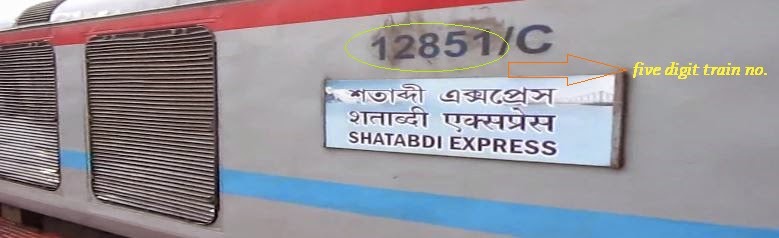 12851/C
five digit train no.
শতাব্দী এক্সপ্রেস
शताब्दी एक्सप्रेस
SHATABDI EXPRESS